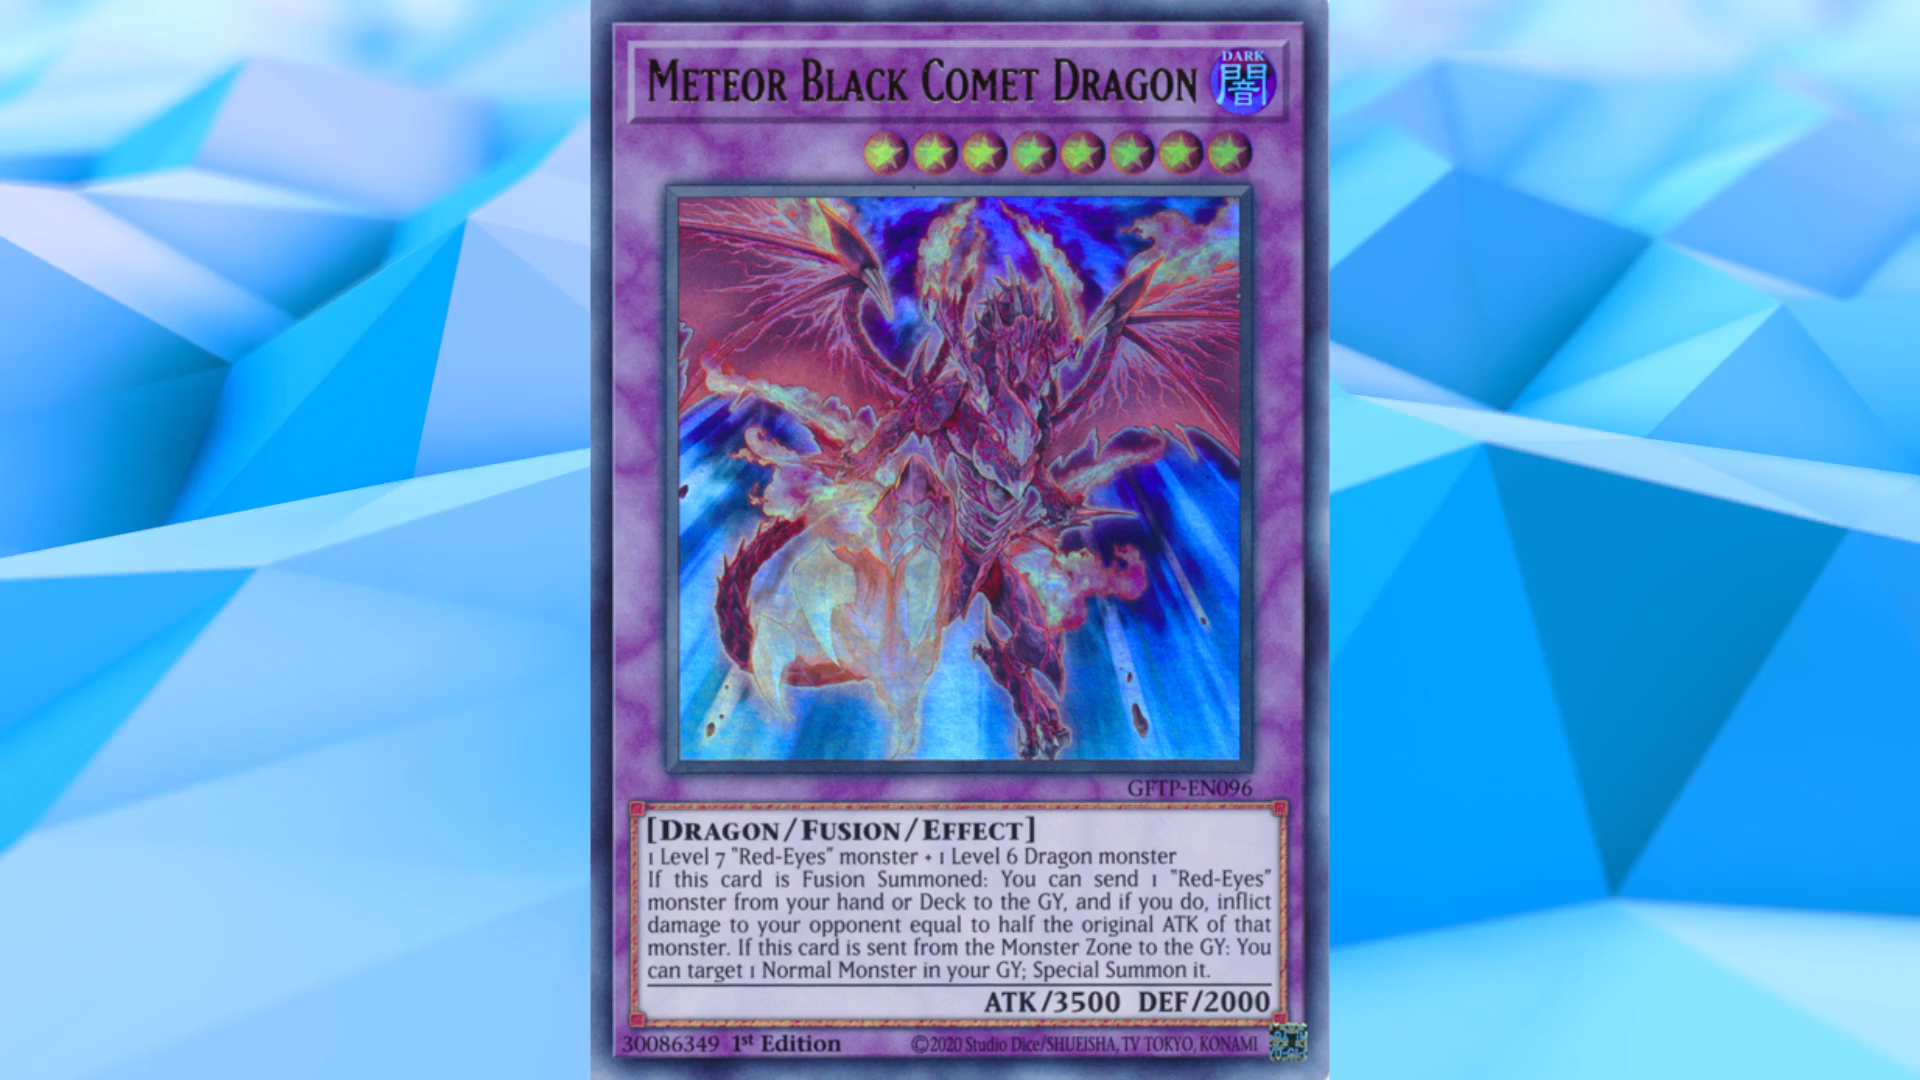 METEOR BLACK COMET DRAGON
DARK
闇
GFTP-EN096
[DRAGON/FUSION/EFFECT]
1 Level 7 "Red-Eyes" monster + 1 Level 6 Dragon monster
If this card is Fusion Summoned: You can send 1 "Red-Eyes"
monster from your hand or Deck to the GY, and if you do, inflict
damage to your opponent equal to half the original ATK of that
monster. If this card is sent from the Monster Zone to the GY: You
can target 1 Normal Monster in your GY; Special Summon it.
ATK/3500 DEF/2000
30086349 1st Edition
©2020 Studio Dice/SHUEISHA, TV TOKYO, KONAMI